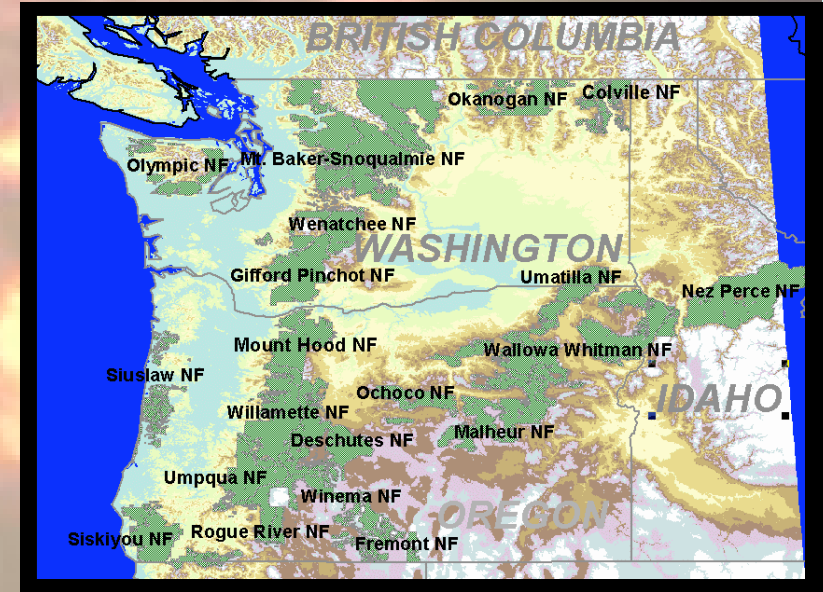 BRITISH COLUMBIA
Okanogan NF
Colville NF
Olympic NF
Mt. Baker-Snoqualmie NF
Wenatchee NF
WASHINGTON
Gifford Pinchot NF
Umatilla NF
Nez Perce NF
Mount Hood NF
Wallowa Whitman NF
Siuslaw NF
Ochoco NF
IDAHO
Willamette NF
Deschutes NF
Malheur NF
Umpqua NF
Winema NF
OREGON
Siskiyou NF
Rogue River NF
Fremont NF